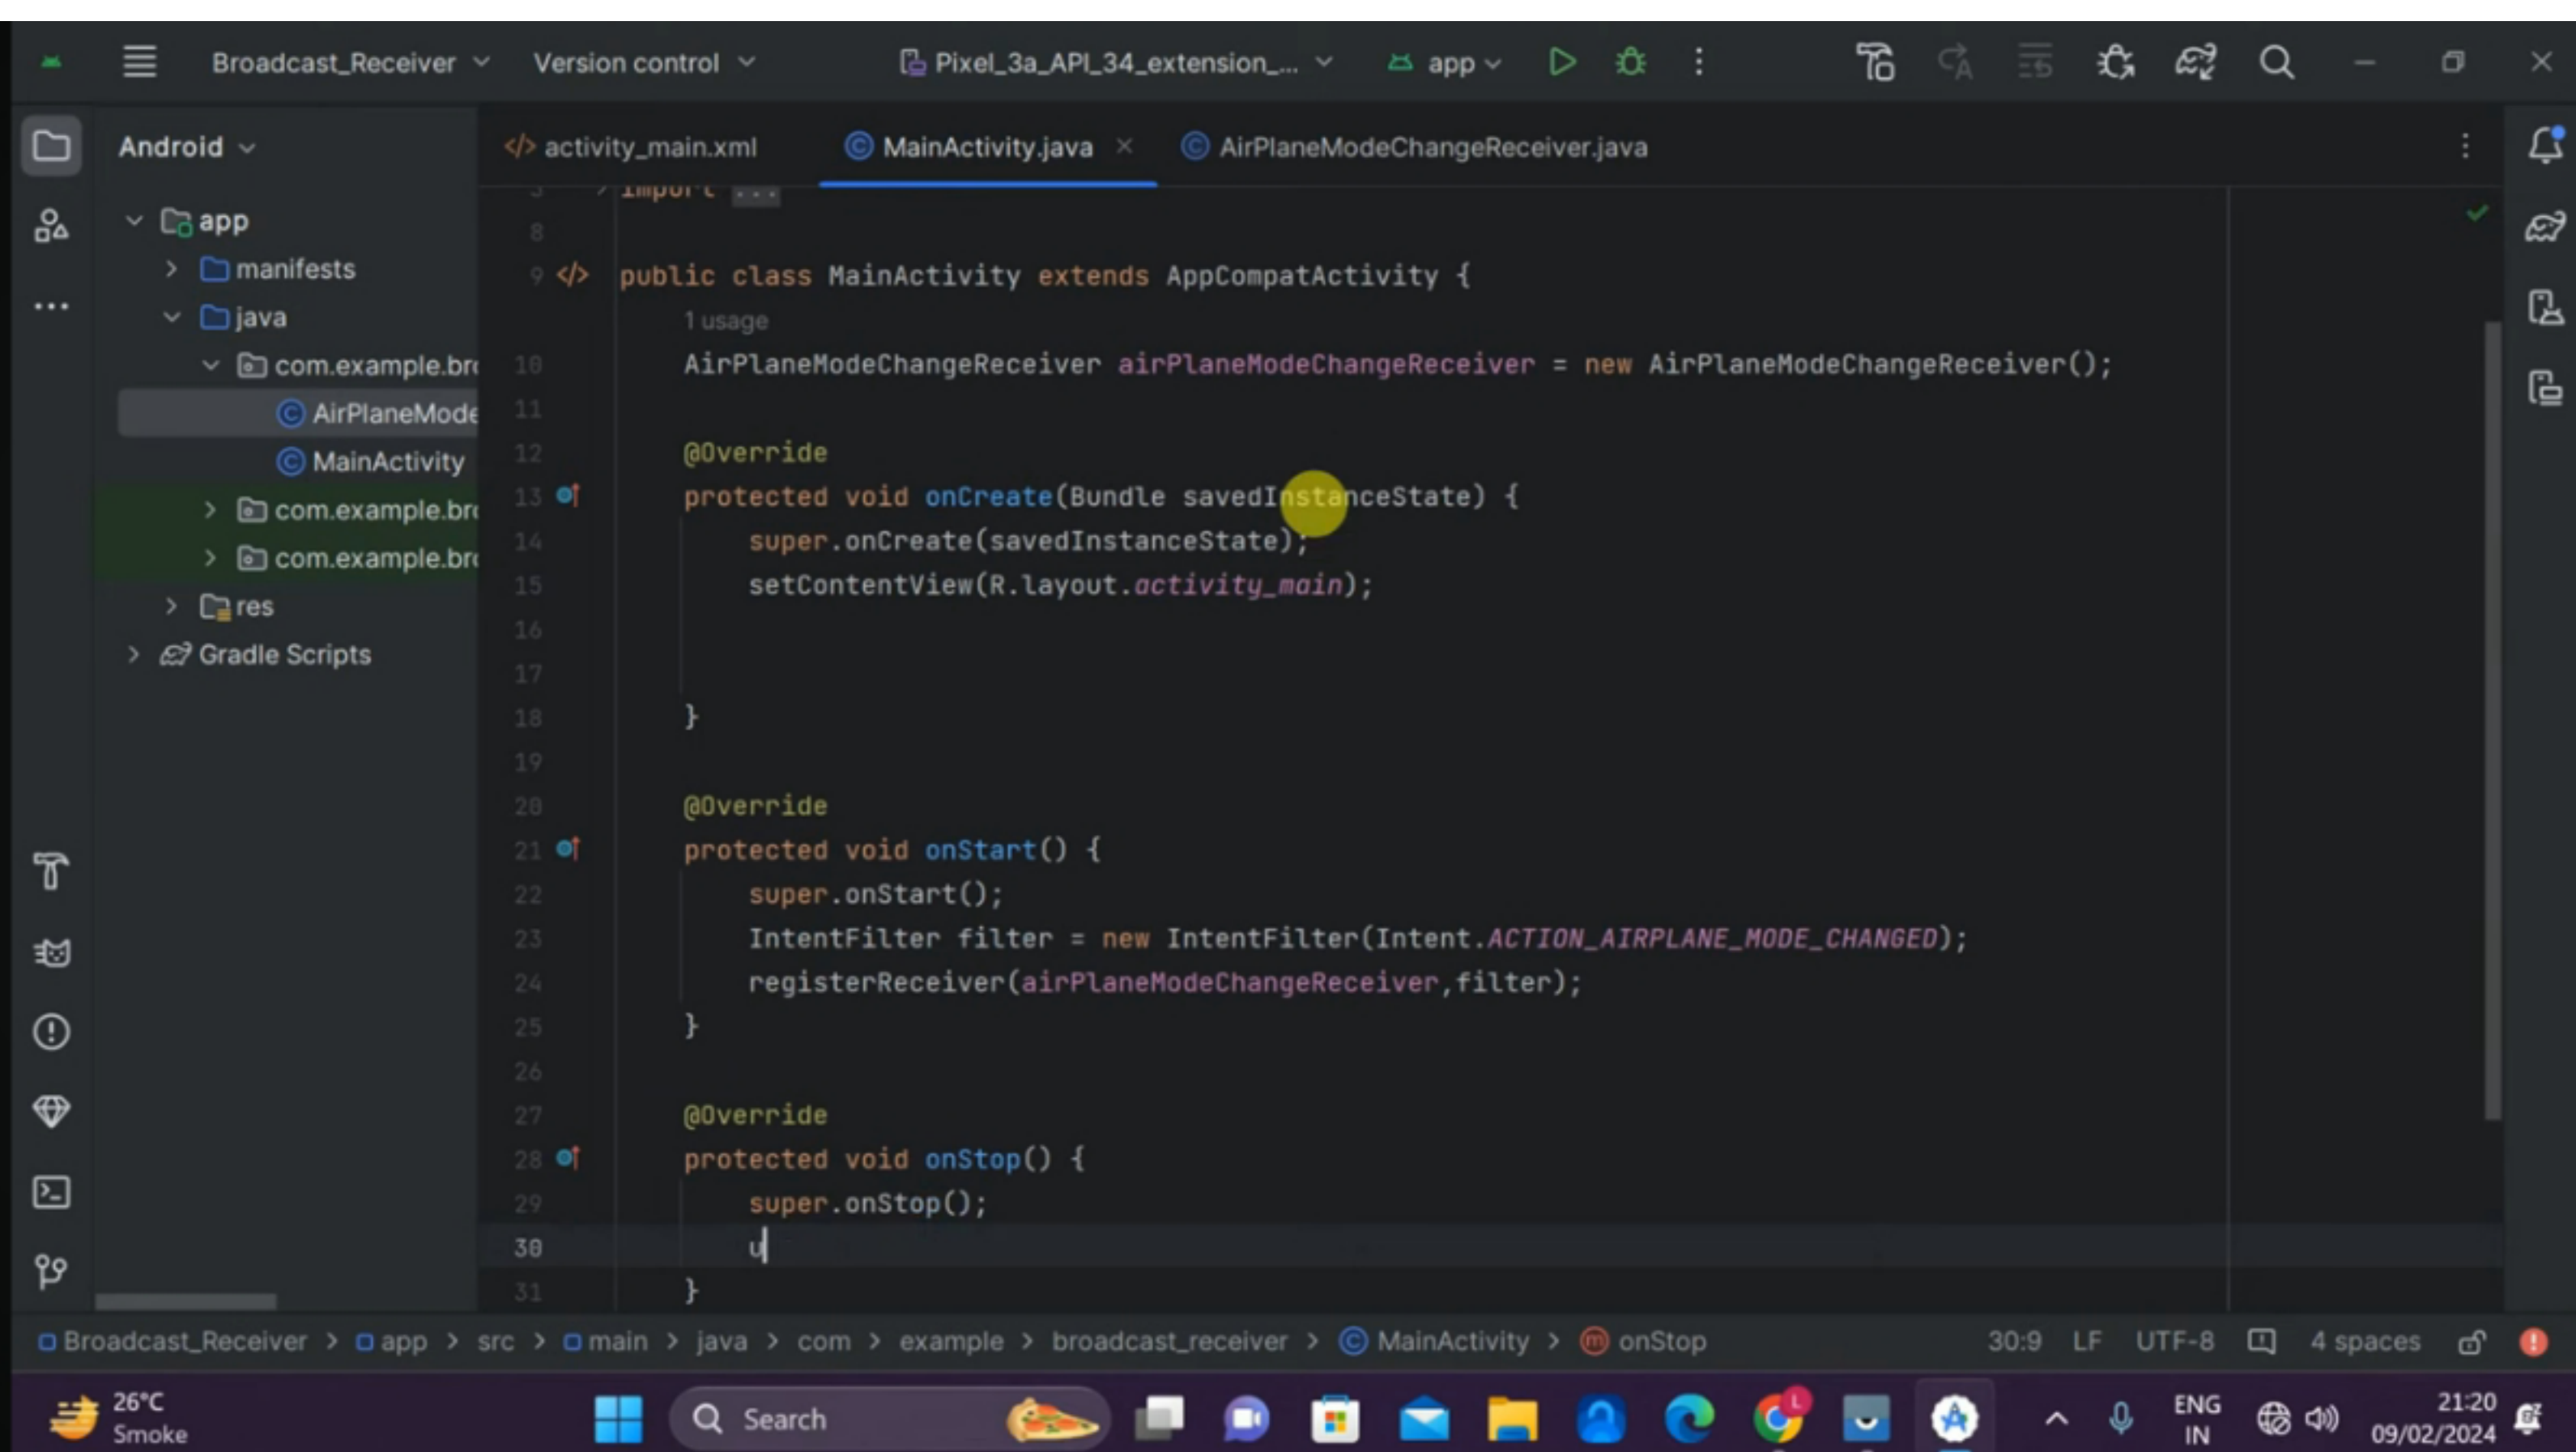 Broadcast_Receiver Version control Pixel_3a_API_34_extension_... app
Android
app
manifests
java
com.example.bro
AirPlaneMode
MainActivity
com.example.bro
com.example.bro
res
Gradle Scripts
activity_main.xml MainActivity.java AirPlaneModeChangeReceiver.java
import ...
8
9 public class MainActivity extends AppCompatActivity {
1 usage
10 AirPlaneModeChangeReceiver airPlaneModeChangeReceiver = new AirPlaneModeChangeReceiver();
11
12 @Override
13 protected void onCreate(Bundle savedInstanceState) {
14 super.onCreate(savedInstanceState);
15 setContentView(R.layout.activity_main);
16
17
18 }
19
20 @Override
21 protected void onStart() {
22 super.onStart();
23 IntentFilter filter = new IntentFilter(Intent.ACTION_AIRPLANE_MODE_CHANGED);
24 registerReceiver(airPlaneModeChangeReceiver,filter);
25 }
26
27 @Override
28 protected void onStop() {
29 super.onStop();
30 u
31 }
Broadcast_Receiver > app > src > main > java > com > example > broadcast_receiver > MainActivity > onStop 30:9 LF UTF-8 4 spaces
26°C
Smoke
Search
L
ENG
IN
21:20
09/02/2024